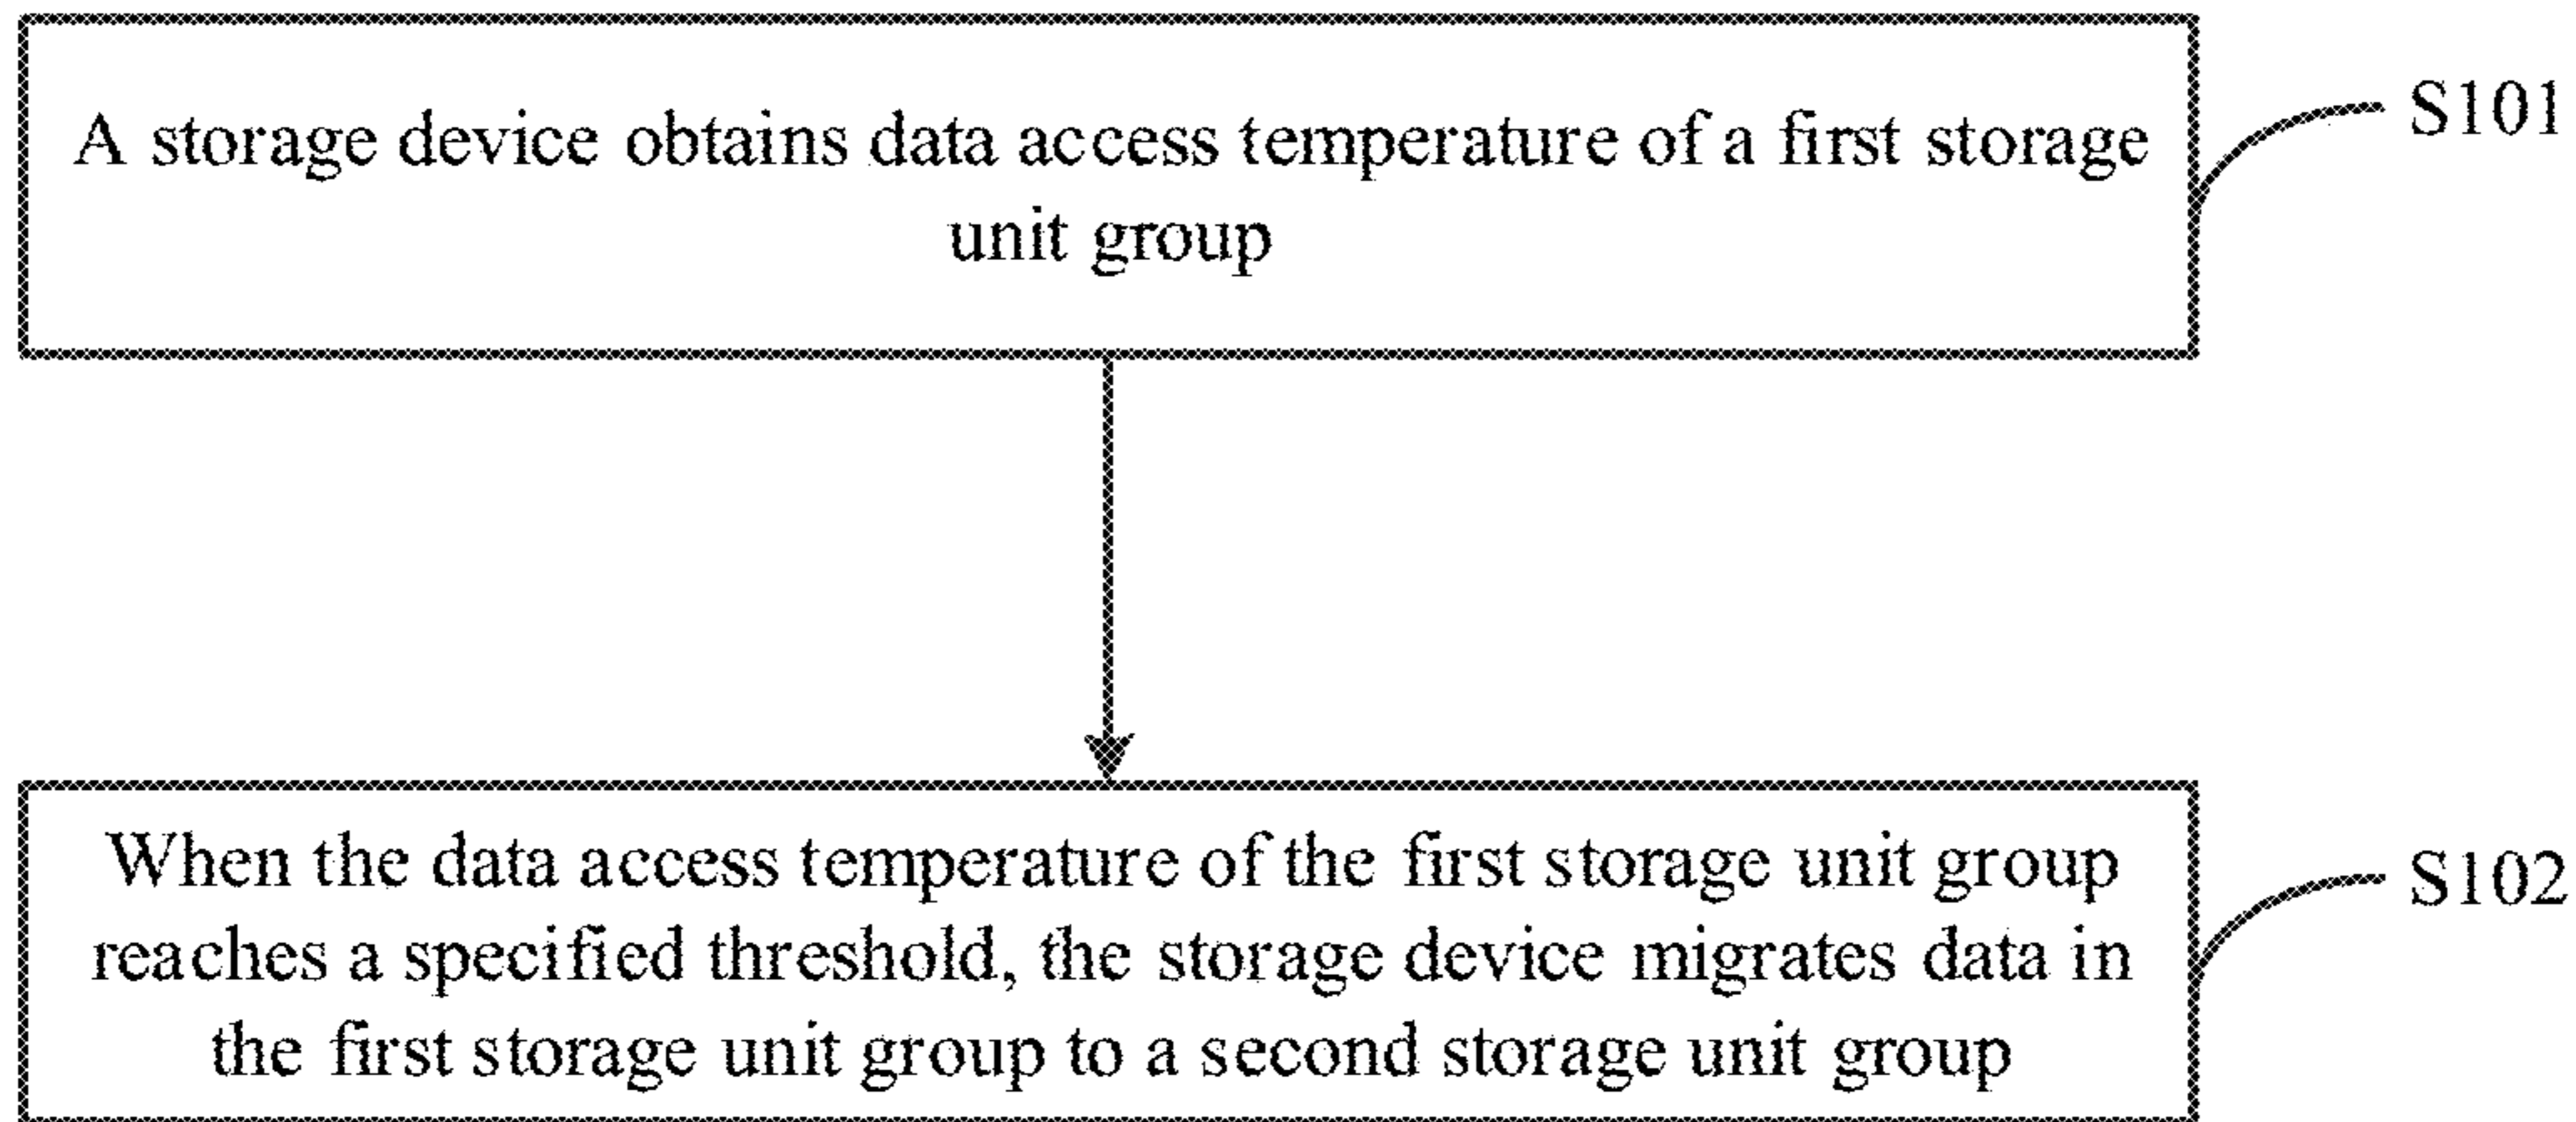 A storage device obtains data access temperature of a first storage
unit group
S101
When the data access temperature of the first storage unit group
reaches a specified threshold, the storage device migrates data in
the first storage unit group to a second storage unit group
S102